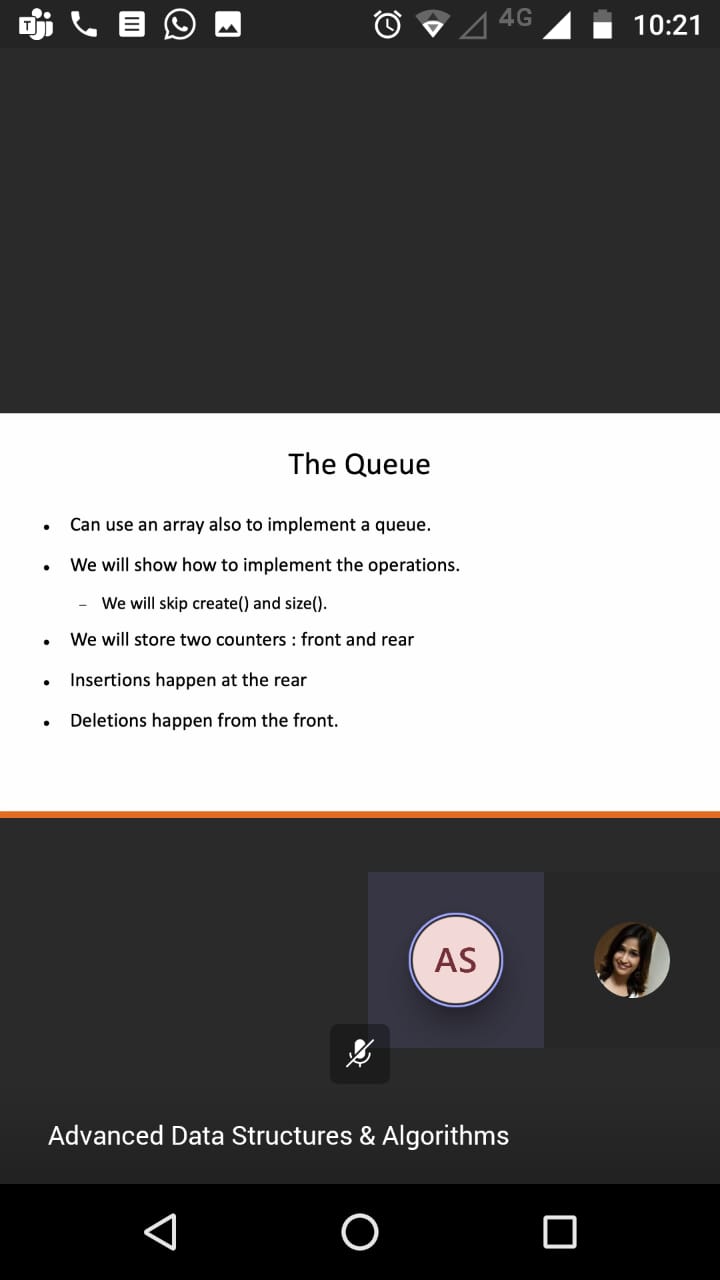 4G 10:21
The Queue
• Can use an array also to implement a queue.
• We will show how to implement the operations.
– We will skip create() and size().
• We will store two counters : front and rear
• Insertions happen at the rear
• Deletions happen from the front.
AS
Advanced Data Structures & Algorithms